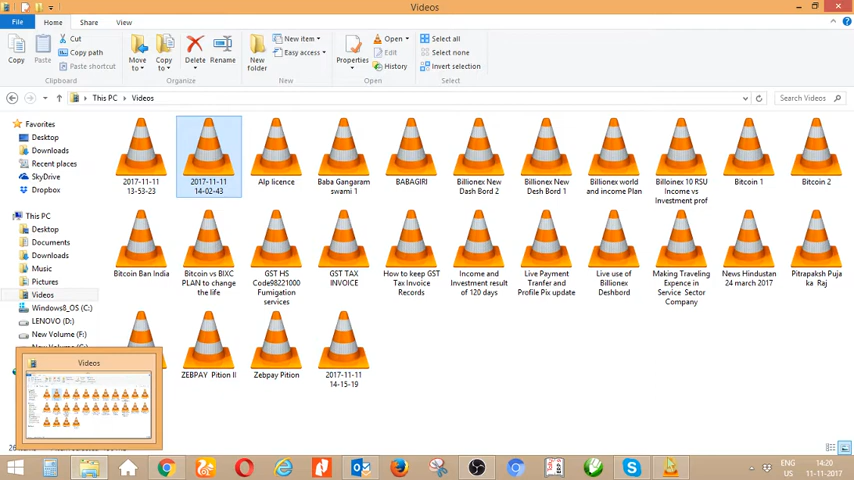 Videos
File Home Share View
Cut
Copy path
Paste shortcut
Copy Paste
Clipboard
Move to
Copy to
Delete Rename
Organize
New folder
New item
Easy access
New
Properties
Open
Edit
History
Open
Select all
Select none
Invert selection
Select
This PC Videos
Search Videos
Favorites
Desktop
Downloads
Recent places
SkyDrive
Dropbox
This PC
Desktop
Documents
Downloads
Music
Pictures
Videos
Windows8_OS (C:)
LENOVO (D:)
New Volume (F:)
2017-11-11 13-53-23
2017-11-11 14-02-43
Alp licence
Baba Gangaram swami 1
BABAGIRI
Billionex New Dash Bord 2
Billionex New Desh Bord 1
Billionex world and income Plan
Billoinex 10 RSU Income vs Investment prof
Bitcoin 1
Bitcoin 2
Bitcoin Ban India
Bitcoin vs BIXC PLAN to change the life
GST HS Code98221000 Fumigation services
GST TAX INVOICE
How to keep GST Tax Invoice Records
Income and Investment result of 120 days
Live Payment Tranfer and Profile Pix update
Live use of Billionex Deshbord
Making Traveling Expence in Service Sector Company
News Hindustan 24 march 2017
Pitrapaksh Puja ka Raj
ZEBPAY Pition II
Zebpay Pition
2017-11-11 14-15-19
Videos
ENG
US
14:20
11-11-2017